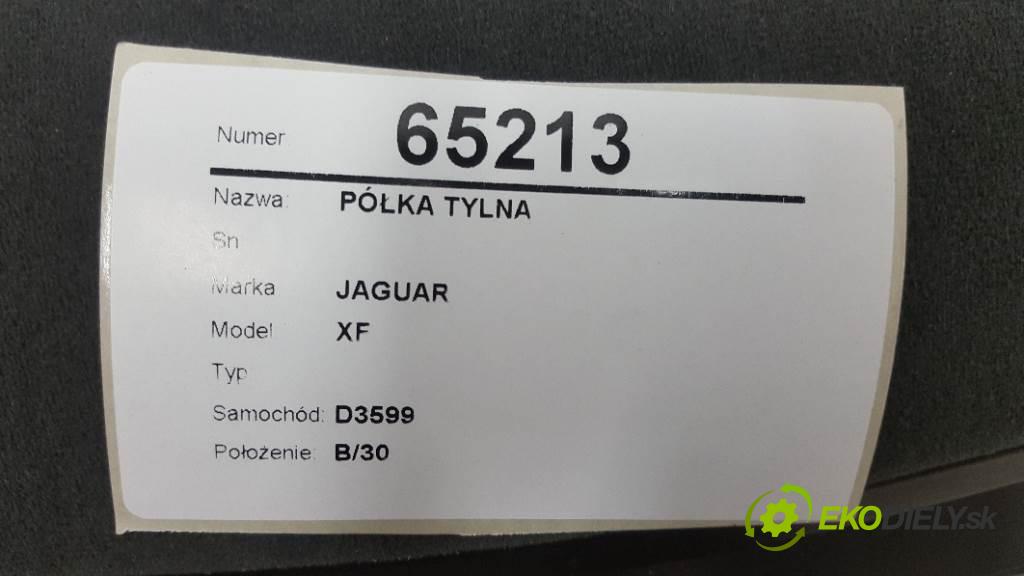 Numer 65213
Nazwa: PÓŁKA TYLNA
Sn
Marka JAGUAR
Model XF
Typ
Samochód: D3599
Położenie: B/30
EKODIELY.sk